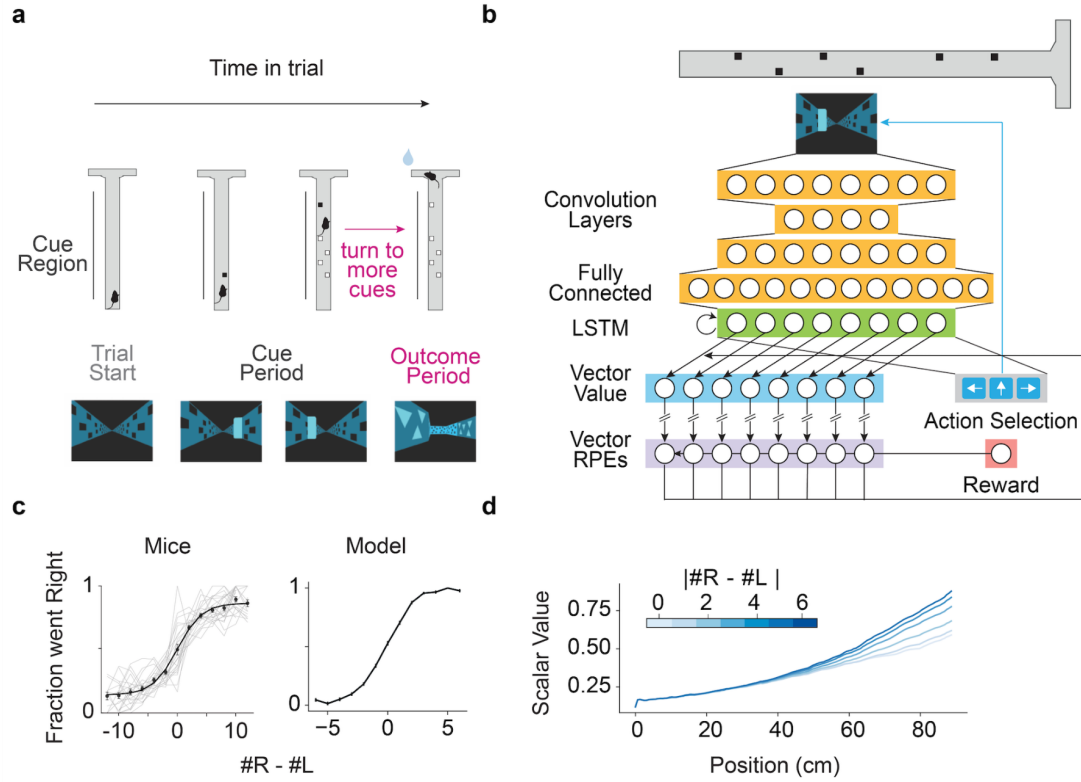 a
Time in trial
Cue
Region
turn to
more
cues
Trial
Start
Cue
Period
Outcome
Period
b
Convolution
Layers
Fully
Connected
LSTM
Vector
Value
Action Selection
Vector
RPEs
Reward
c
Mice
Model
Fraction went Right
1
0
-10
0
10
1
0
−5
0
5
#R - #L
d
|#R - #L |
0
2
4
6
Scalar Value
0.75
0.50
0.25
0
20
40
60
80
Position (cm)